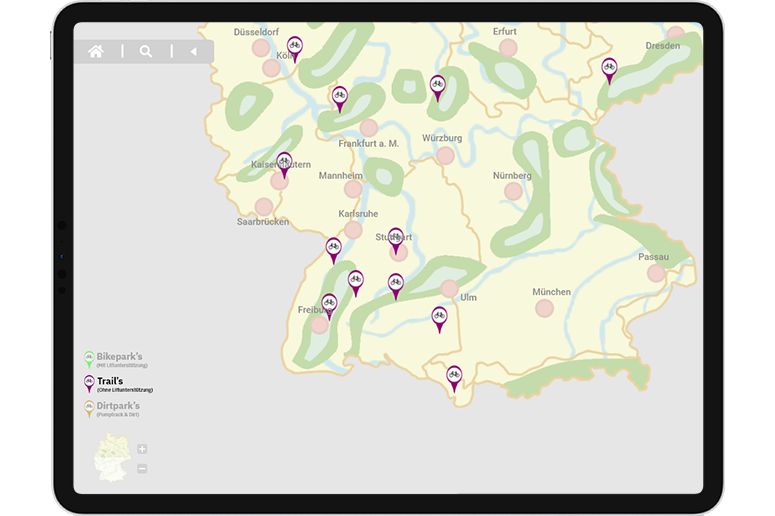 Düsseldorf
Erfurt
Köln
Dresden
Frankfurt a. M.
Würzburg
Kaiserslautern
Mannheim
Nürnberg
Karlsruhe
Saarbrücken
Stuttgart
Passau
Ulm
München
Freiburg
Bikepark's
(Mit Liftunterstützung)
Trail's
(Ohne Liftunterstützung)
Dirtpark's
(Pumptrack & Dirt)